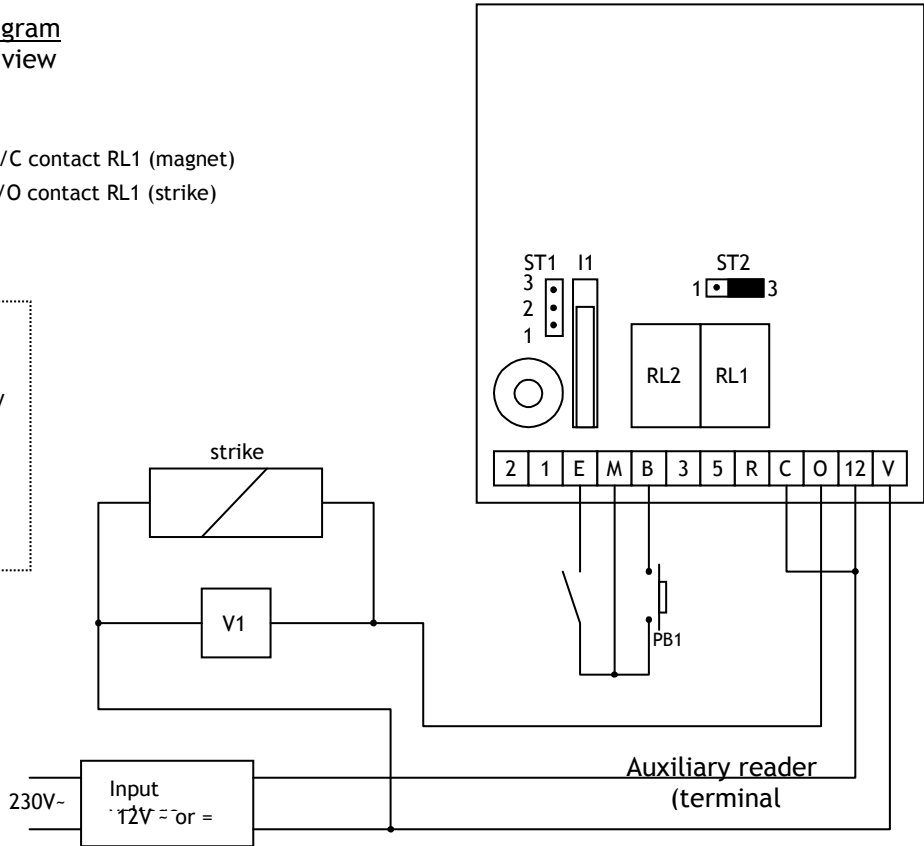 gram
view
/C contact RL1 (magnet)
/O contact RL1 (strike)
ST1 I1 ST2
3
2
1
1 3
RL2 RL1
strike
2 1 E M B 3 5 R C O 12 V
V1
PB1
Auxiliary reader
(terminal
230V~
Input
12V ~ or =